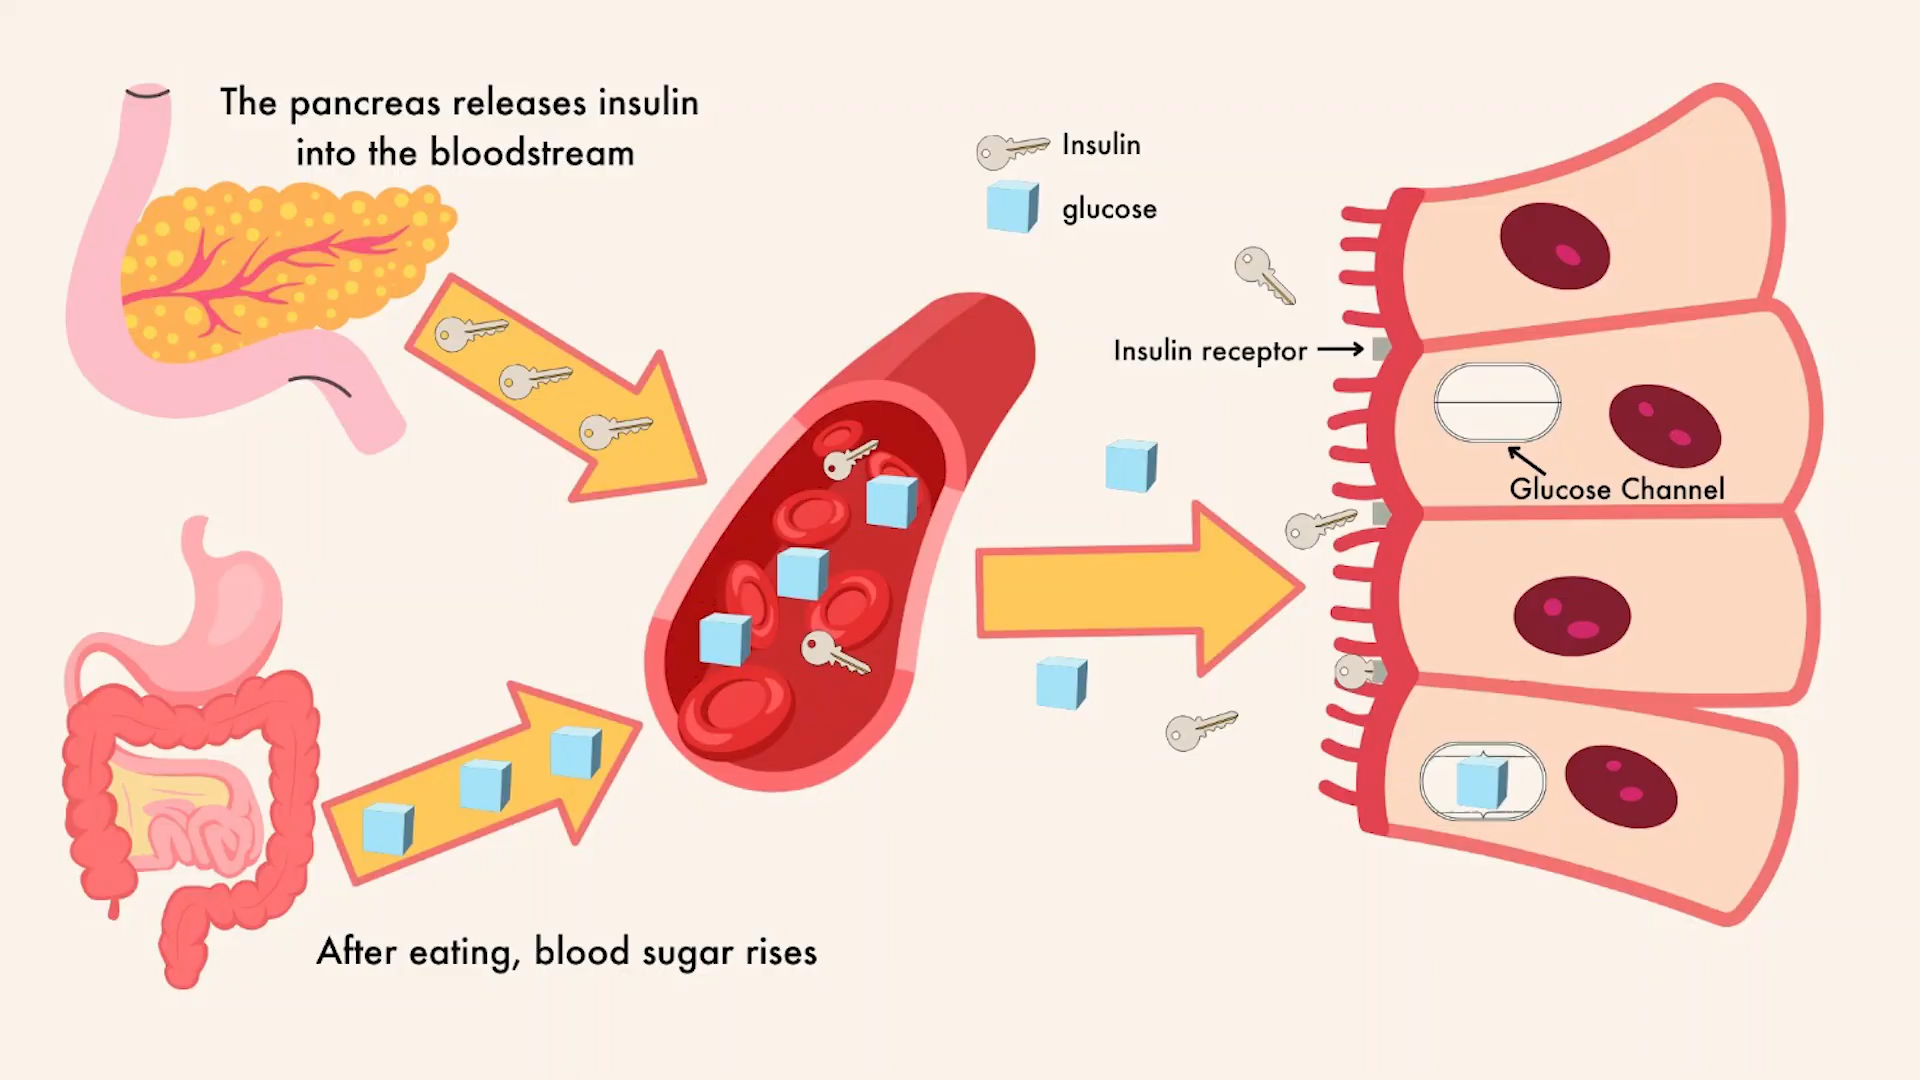 The pancreas releases insulin
into the bloodstream
Insulin
glucose
Insulin receptor
Glucose Channel
After eating, blood sugar rises